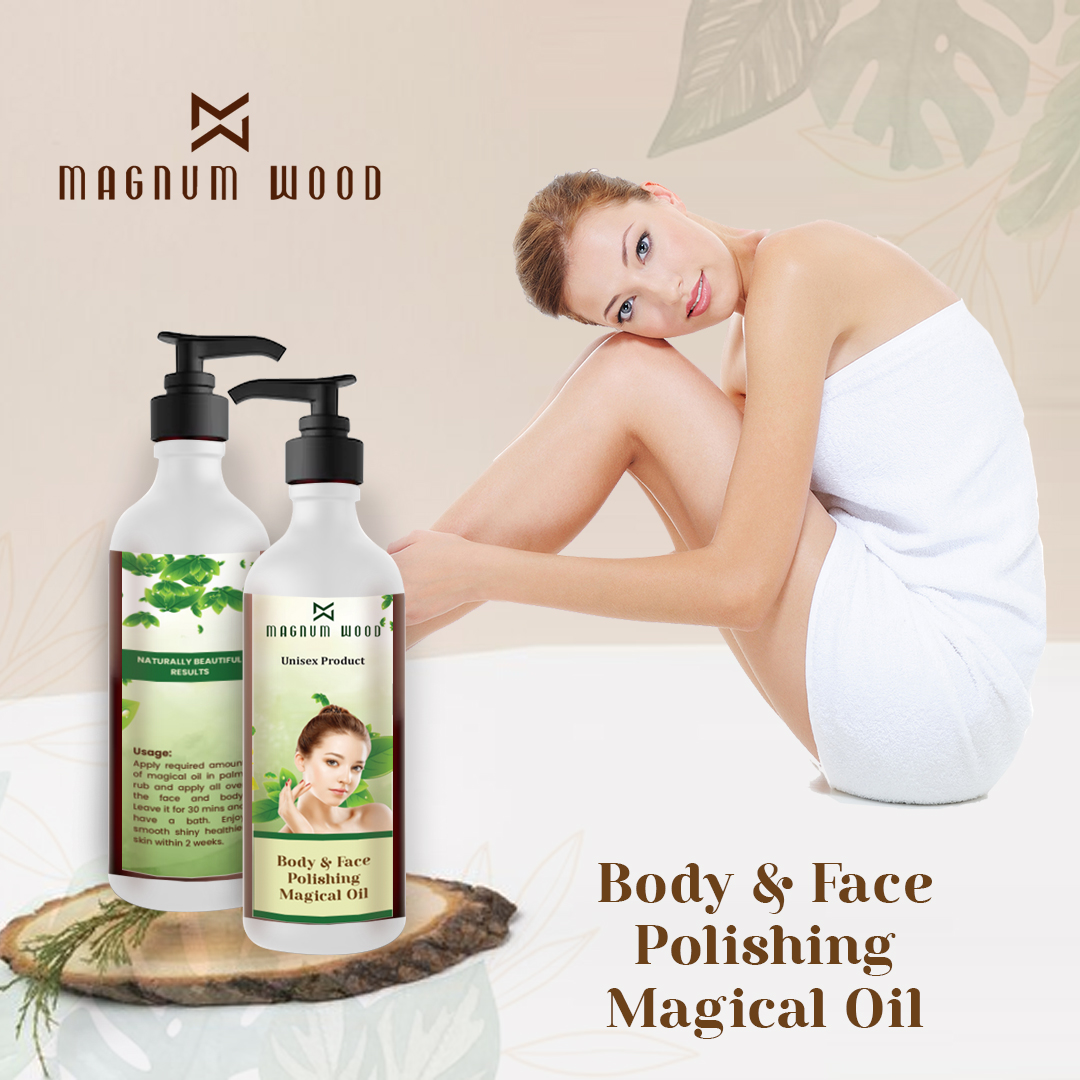 MAGNUM WOOD
NATURALLY BEAUTIFUL
RESULTS
Usage:
Apply required
of magical oil in palm
rub and apply all over
the face and body
Leave it for 30 mins and
have a bath. Enjoy
smooth shiny
skin within 2 weeks.
MAGNUM WOOD
Unisex Product
Body & Face
Polishing
Magical Oil
Body & Face
Polishing
Magical Oil